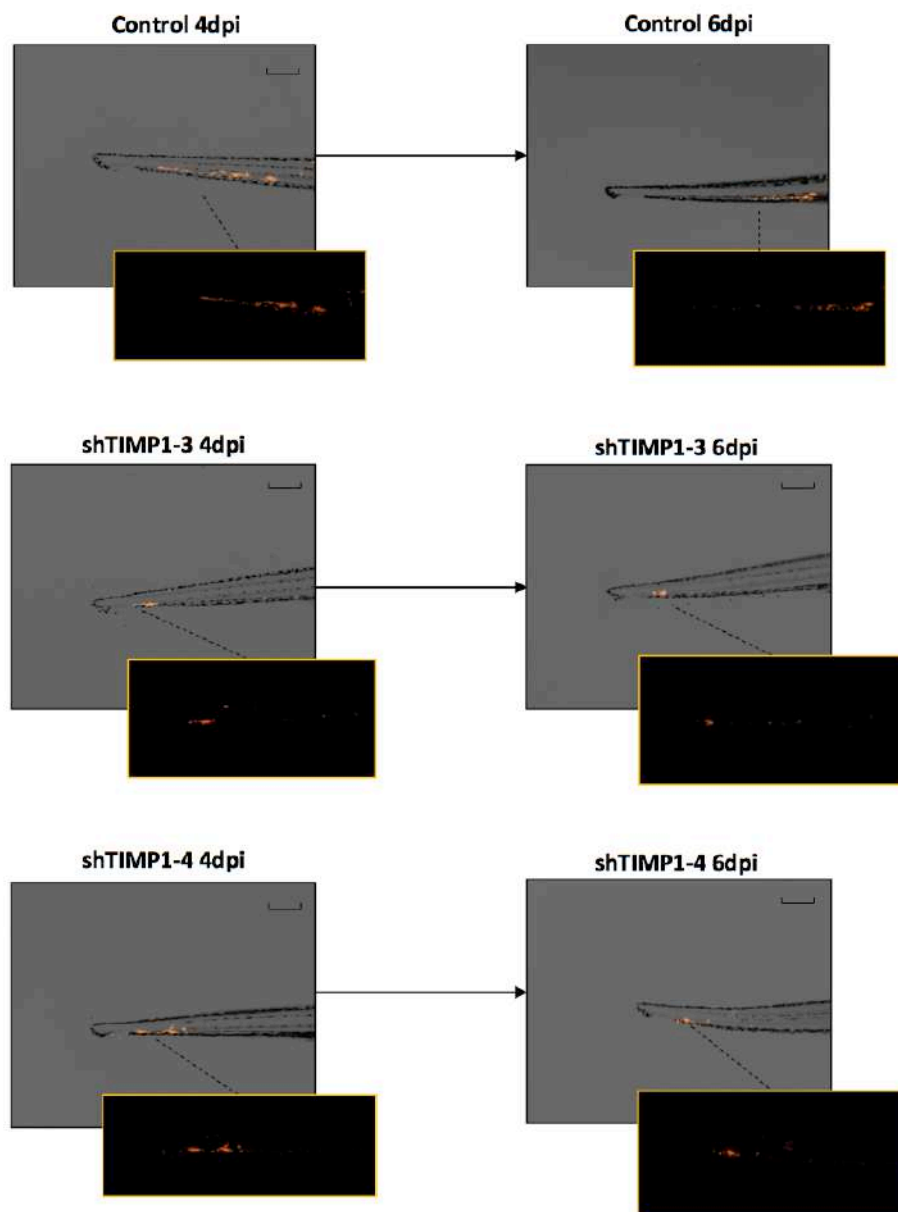 Control 4dpi
Control 6dpi
shTIMP1-3 4dpi
shTIMP1-3 6dpi
shTIMP1-4 4dpi
shTIMP1-4 6dpi